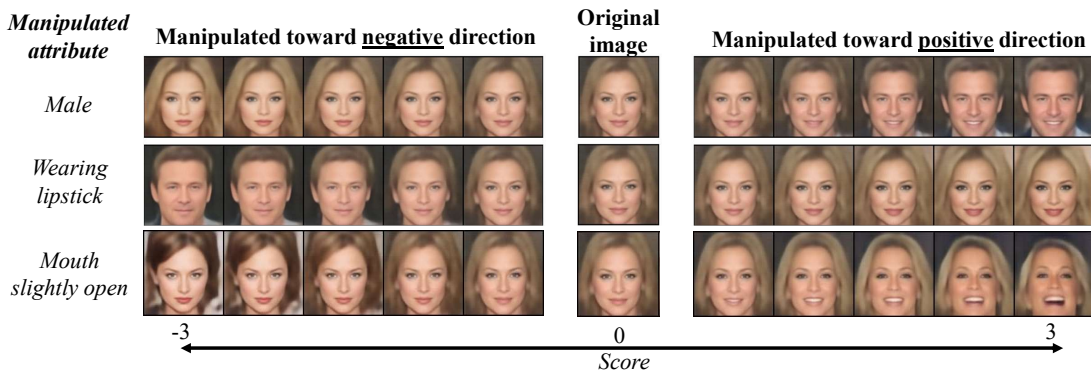 Manipulated
attribute
Manipulated toward negative direction
Original
image
Manipulated toward positive direction
Male
Wearing
lipstick
Mouth
slightly open
-3
0
3
Score